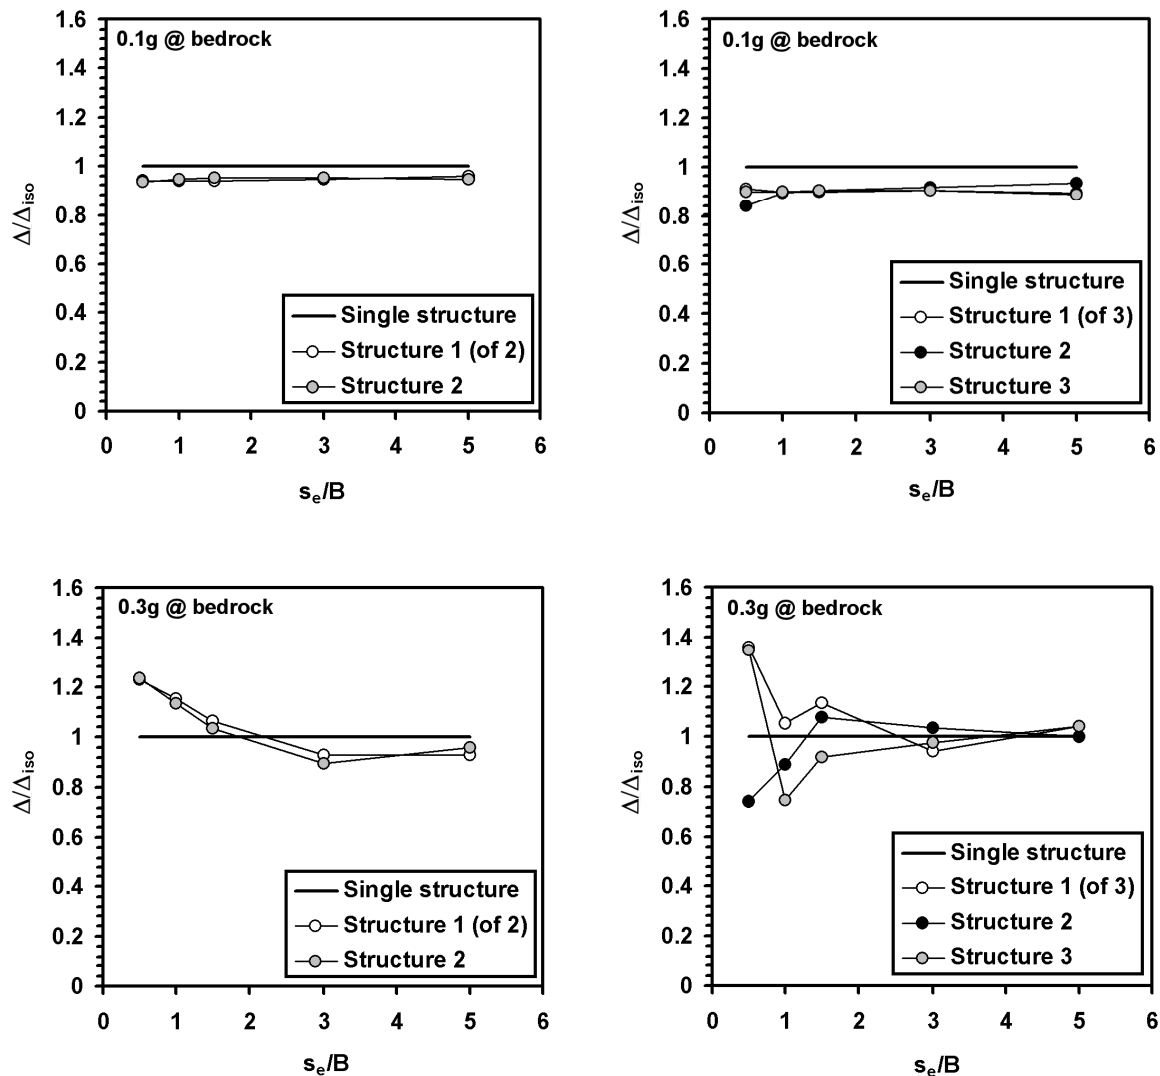 0.1g @ bedrock
1.6
1.4
1.2
1
0.8
0.6
0.4
0.2
0
Δ/Δiso
Single structure
Structure 1 (of 2)
Structure 2
0 1 2 3 4 5 6
se/B
0.1g @ bedrock
1.6
1.4
1.2
1
0.8
0.6
0.4
0.2
0
Δ/Δiso
Single structure
Structure 1 (of 3)
Structure 2
Structure 3
0 1 2 3 4 5 6
se/B
0.3g @ bedrock
1.6
1.4
1.2
1
0.8
0.6
0.4
0.2
0
Δ/Δiso
Single structure
Structure 1 (of 2)
Structure 2
0 1 2 3 4 5 6
se/B
0.3g @ bedrock
1.6
1.4
1.2
1
0.8
0.6
0.4
0.2
0
Δ/Δiso
Single structure
Structure 1 (of 3)
Structure 2
Structure 3
0 1 2 3 4 5 6
se/B